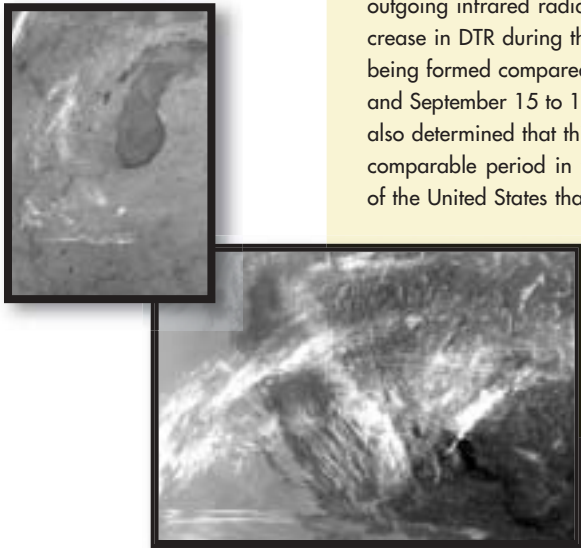 outgoing infrared radia
crease in DTR during th
being formed compared
and September 15 to 1
also determined that th
comparable period in
of the United States tha